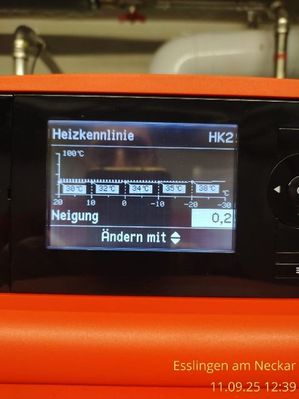 Heizkennlinie HK2
100°C
30°C 32°C 34°C 35°C 38°C
°C
20 10 0 -10 -20 -30
Neigung 0,2
Ändern mit
Esslingen am Neckar
11.09.25 12:39